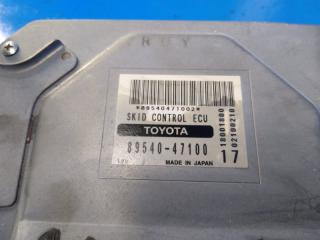 *89540471002*
SKID CONTROL ECU
TOYOTA
89540-47100
MADE IN JAPAN
17